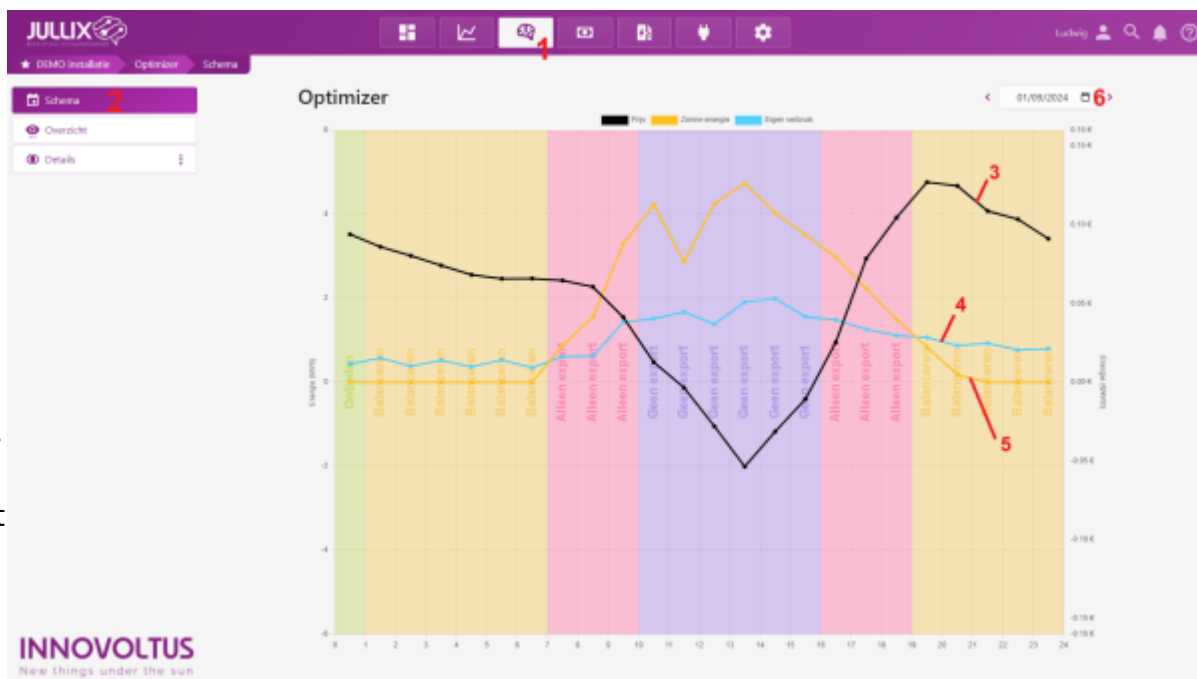 JULLIX
1
Ludwig
DEMO Installatie Optimizer Schema
Schema 2
Overzicht
Details
Optimizer
01/09/2024 6
Prijs Zonne-energie Eigen verbruik
6
4
2
0
-2
-4
-6
Energie (kWh)
0.15 €
0.10 €
0.05 €
0.00 €
-0.05 €
-0.10 €
-0.15 €
3
4
5
Ontladen
Balanceren
Balanceren
Balanceren
Balanceren
Balanceren
Balanceren
Alleen export
Alleen export
Alleen export
Geen export
Geen export
Geen export
Geen export
Geen export
Geen export
Alleen export
Alleen export
Alleen export
Balanceren
Balanceren
Balanceren
Balanceren
Balanceren
0 1 2 3 4 5 6 7 8 9 10 11 12 13 14 15 16 17 18 19 20 21 22 23 24
INNOVOLTUS
New things under the sun